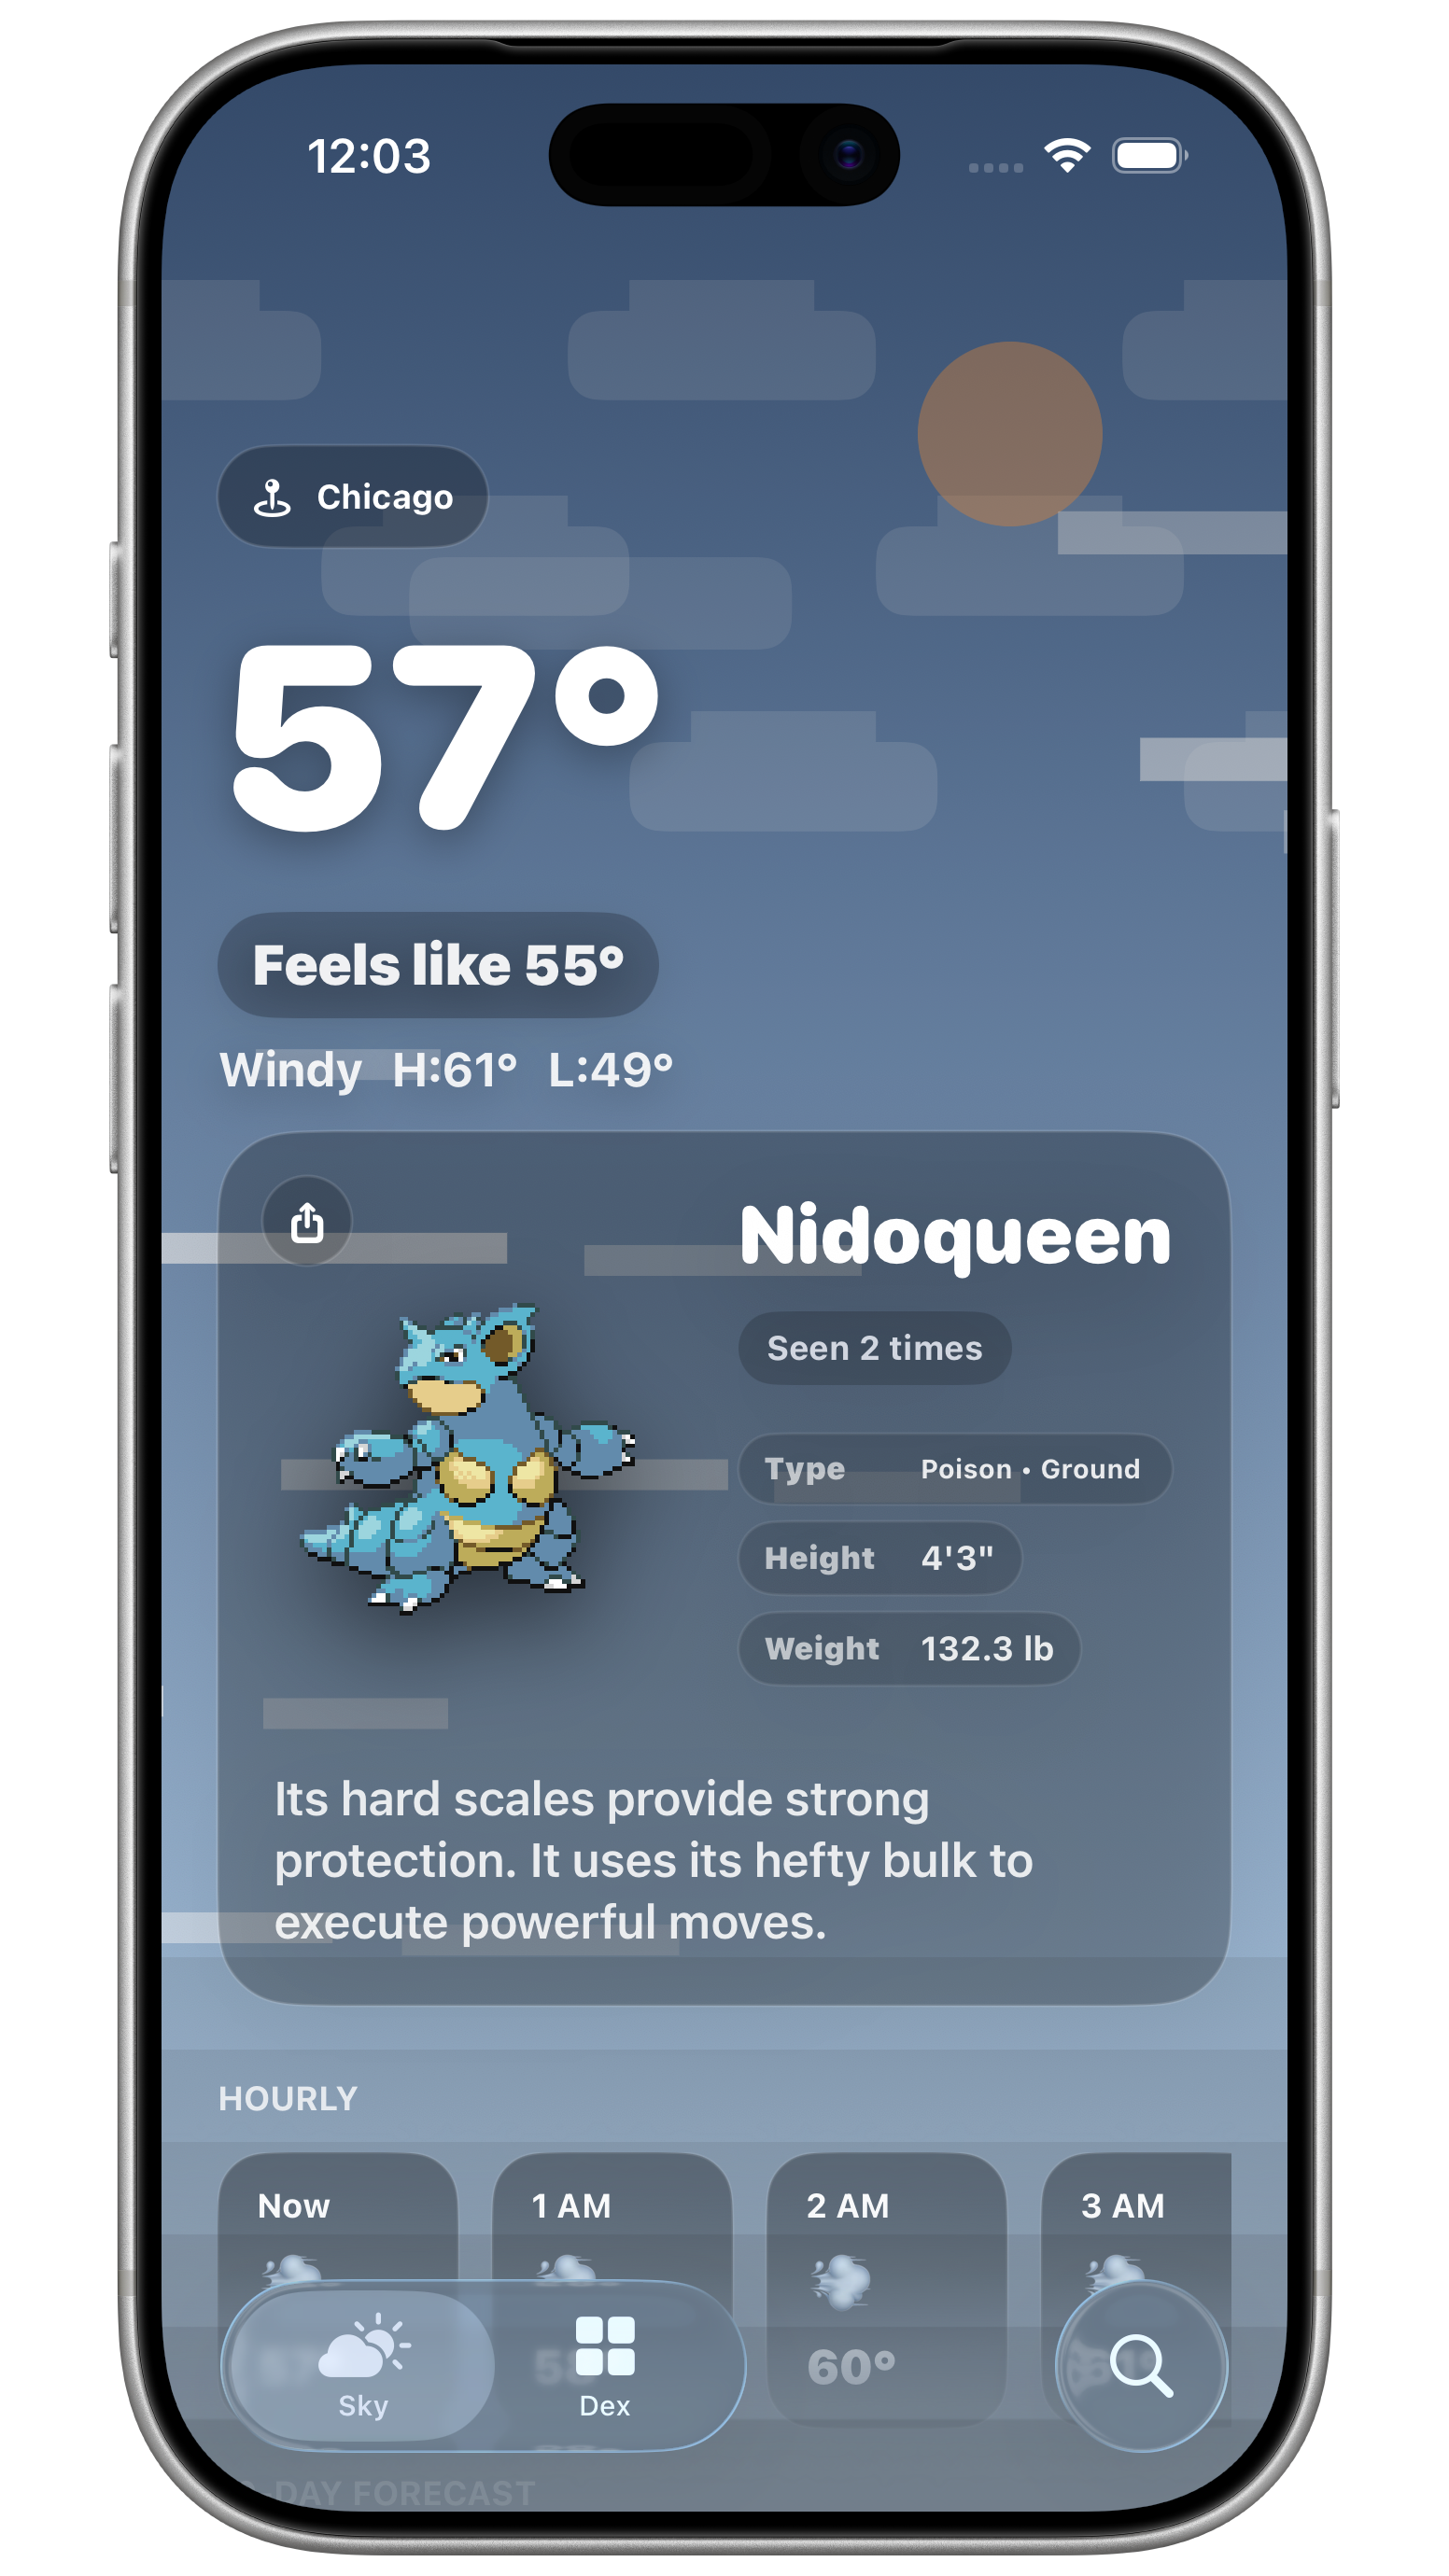 12:03
Chicago
57°
Feels like 55°
Windy H:61° L:49°
Nidoqueen
Seen 2 times
Type Poison • Ground
Height 4'3"
Weight 132.3 lb
Its hard scales provide strong
protection. It uses its hefty bulk to
execute powerful moves.
HOURLY
Now 1 AM 2 AM 3 AM
60°
Sky Dex
-DAY FORECAST